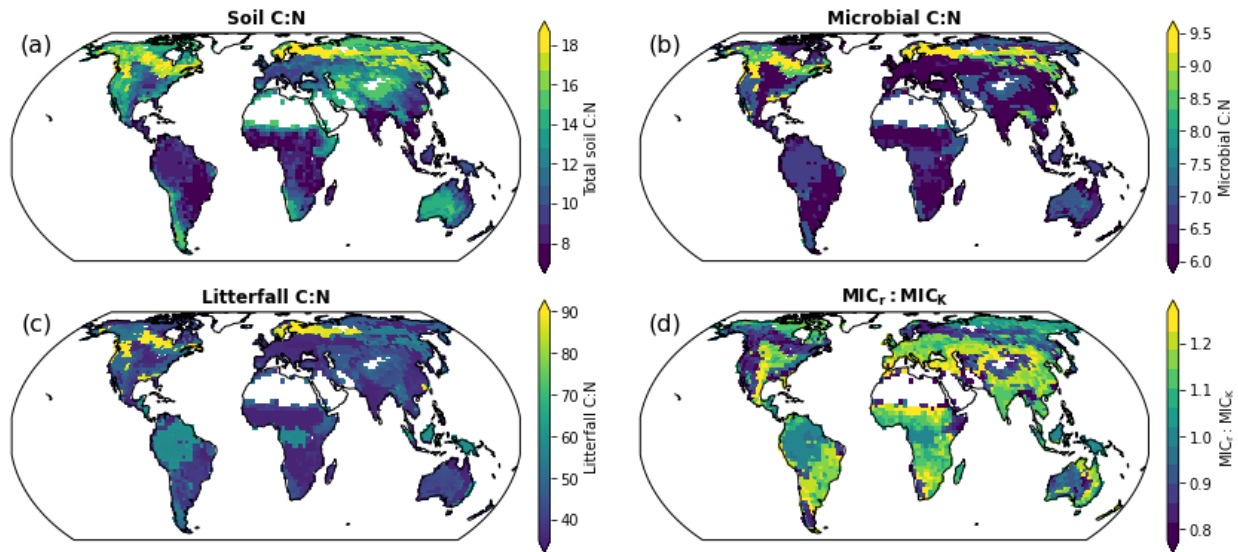 Soil C:N
(a)
18
16
14
12
10
8
Total soil C:N
Microbial C:N
(b)
9.5
9.0
8.5
8.0
7.5
7.0
6.5
6.0
Microbial C:N
Litterfall C:N
(c)
90
80
70
60
50
40
Litterfall C:N
MICr : MICK
(d)
1.2
1.1
1.0
0.9
0.8
MICr : MICK